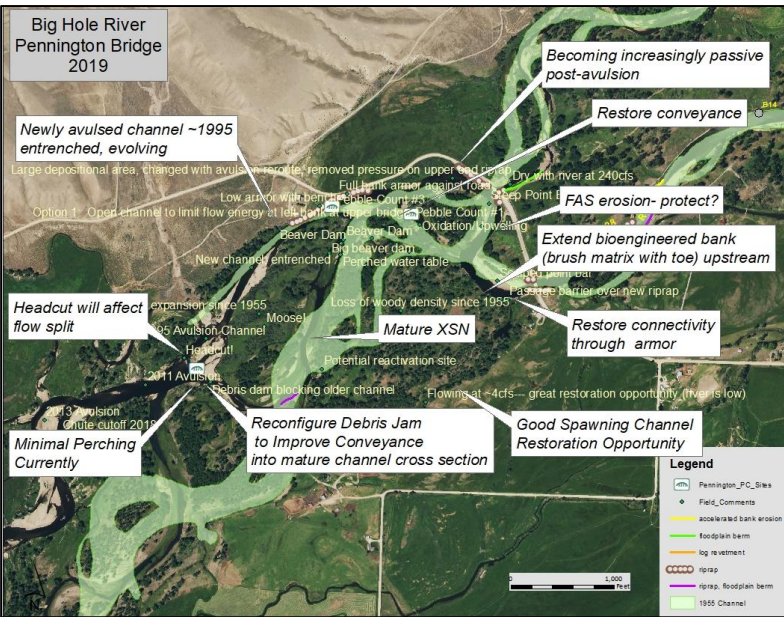 Big Hole River
Pennington Bridge
2019
Becoming increasingly passive
post-avulsion
B14
Restore conveyance
Newly avulsed channel ~1995
entrenched, evolving
Large depositional area, changed with avulsion reroute, removed pressure on upper end riprap
Dry with river at 240cfs
Full bank armor against road
Low armor with bench
Pebble Count #3
FAS erosion- protect?
Option 1: Open channel to limit flow energy at left bank at upper bridge
Pebble Count #1
Oxidation/Upwelling
Beaver Dam
Beaver Dam
Big beaver dam
Extend bioengineered bank
(brush matrix with toe) upstream
New channel entrenched
Perched water table
point bar
Passage barrier over new riprap
Headcut will affect
flow split
expansion since 1955
Loss of woody density since 1955
Moose!
Restore connectivity
through armor
Avulsion Channel
Mature XSN
Headcut!
Potential reactivation site
2011 Avulsion
Debris dam blocking older channel
Flowing at ~4cfs--- great restoration opportunity (river is low)
2013 Avulsion
Chute cutoff
Minimal Perching
Currently
Reconfigure Debris Jam
to Improve Conveyance
into mature channel cross section
Good Spawning Channel
Restoration Opportunity
Legend
Pennington_PC_Sites
Field_Comments
accelerated bank erosion
floodplain berm
log revetment
riprap
riprap, floodplain berm
1955 Channel
0 1,000
Feet
N